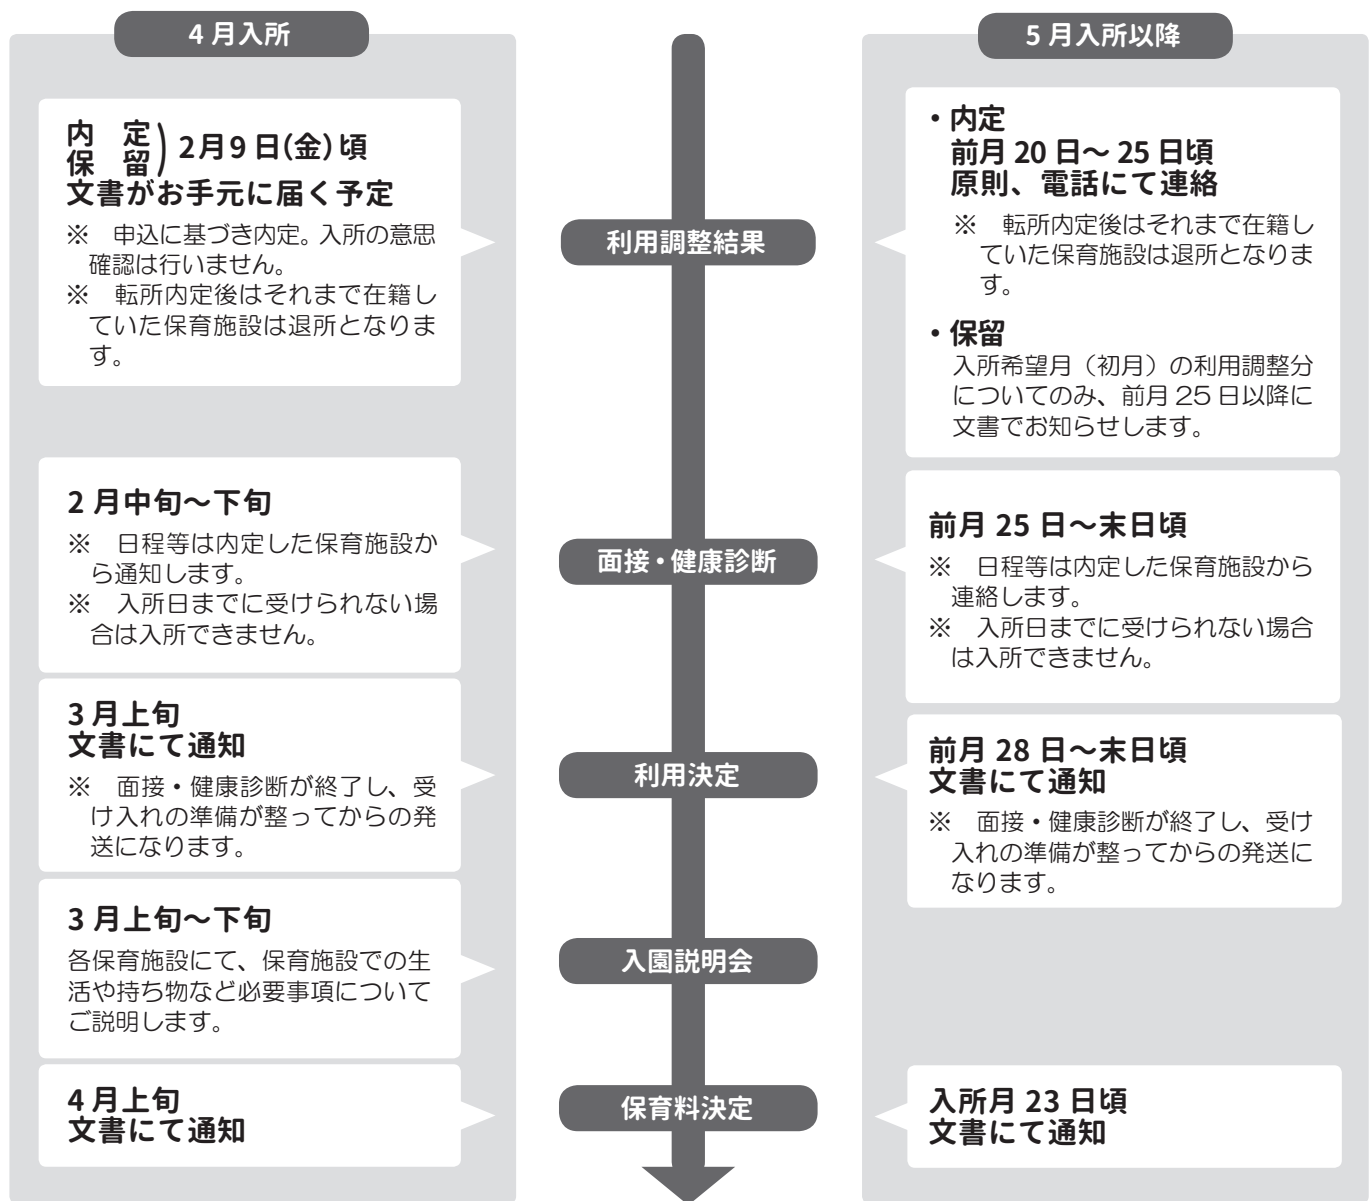 4月入所
内　定
保　留) 2月9日(金)頃
文書がお手元に届く予定
※　申込に基づき内定。入所の意思
確認は行いません。
※　転所内定後はそれまで在籍し
ていた保育施設は退所となりま
す。
2月中旬～下旬
※　日程等は内定した保育施設か
ら通知します。
※　入所日までに受けられない場
合は入所できません。
3月上旬
文書にて通知
※　面接・健康診断が終了し、受
け入れの準備が整ってからの発
送になります。
3月上旬～下旬
各保育施設にて、保育施設での生
活や持ち物など必要事項について
ご説明します。
4月上旬
文書にて通知
利用調整結果
面接・健康診断
利用決定
入園説明会
保育料決定
5月入所以降
・内定
前月20日～25日頃
原則、電話にて連絡
※　転所内定後はそれまで在籍し
ていた保育施設は退所となりま
す。
・保留
入所希望月（初月）の利用調整分
についてのみ、前月25日以降に
文書でお知らせします。
前月25日～末日頃
※　日程等は内定した保育施設から
連絡します。
※　入所日までに受けられない場合
は入所できません。
前月28日～末日頃
文書にて通知
※　面接・健康診断が終了し、受け
入れの準備が整ってからの発送に
なります。
入所月23日頃
文書にて通知